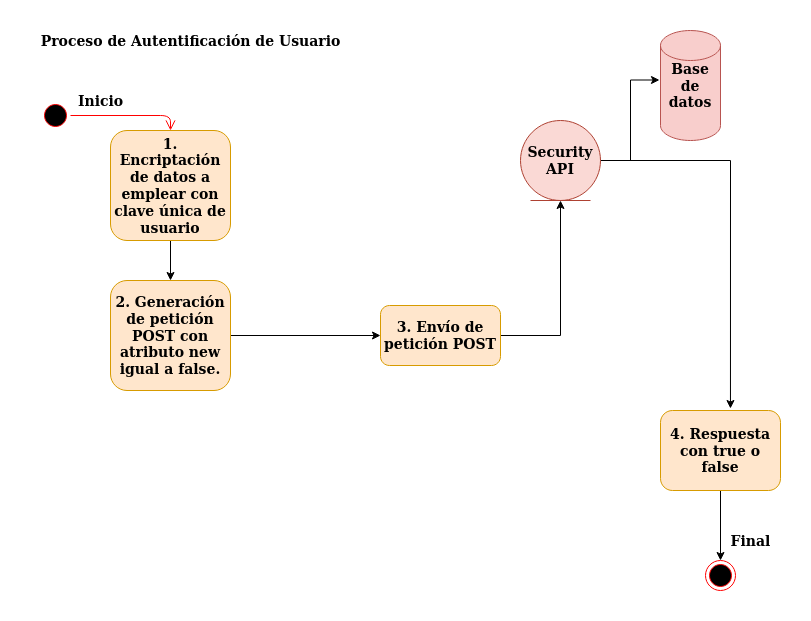 Proceso de Autentificación de Usuario
Inicio
1.
Encriptación
de datos a
emplear con
clave única de
usuario
2. Generación
de petición
POST con
atributo new
igual a false.
3. Envío de
petición POST
Security
API
Base
de
datos
4. Respuesta
con true o
false
Final